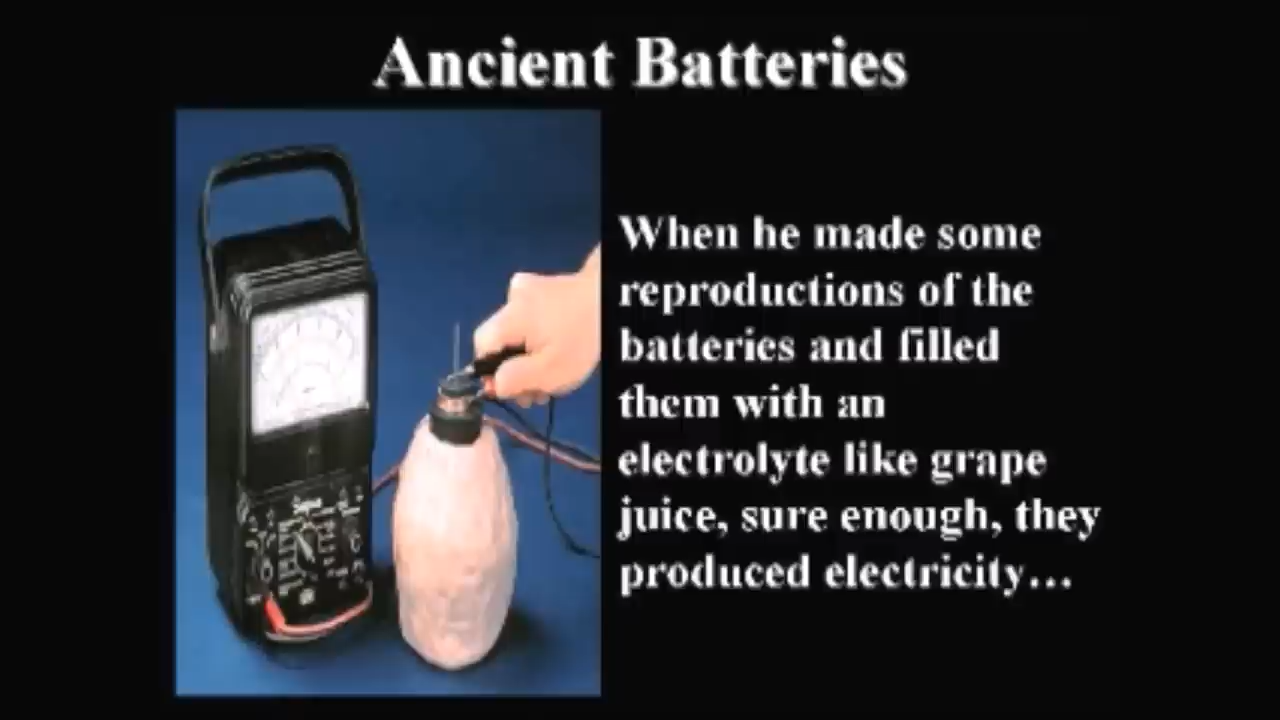 Ancient Batteries
When he made some
reproductions of the
batteries and filled
them with an
electrolyte like grape
juice, sure enough, they
produced electricity...